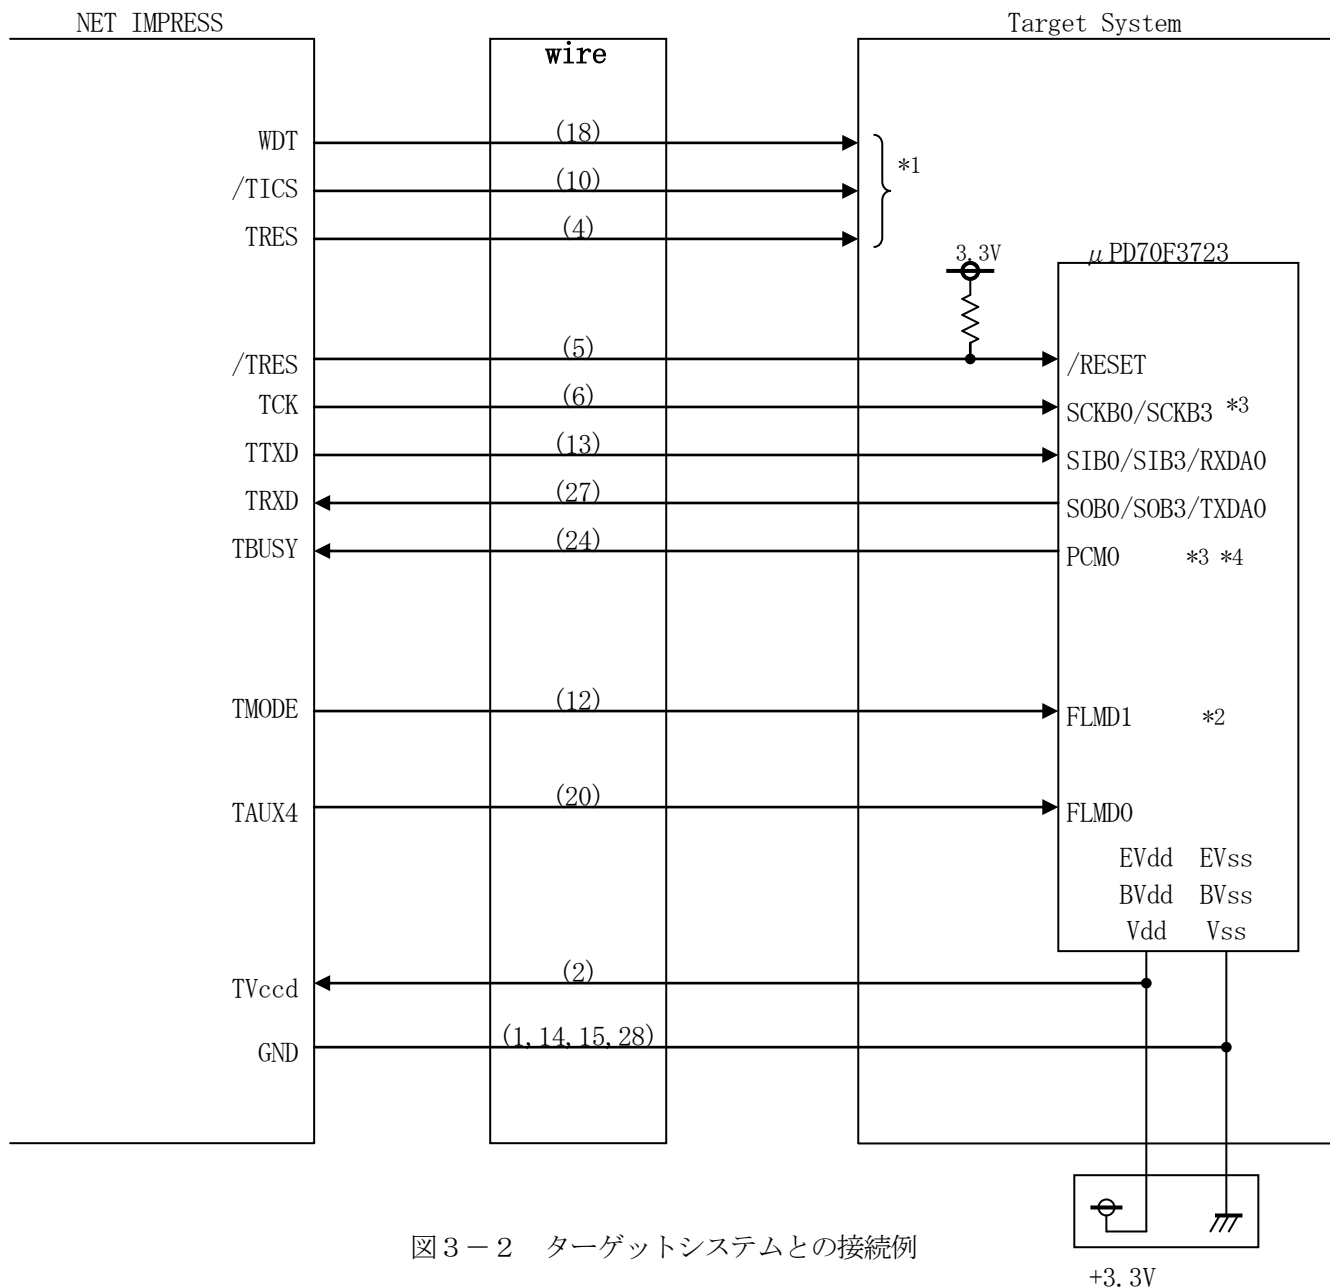 NET IMPRESS
Target System
wire
WDT (18)
*1
/TICS (10)
TRES (4)
3.3V
μPD70F3723
/TRES (5) /RESET
TCK (6) SCKB0/SCKB3 *3
TTXD (13) SIB0/SIB3/RXDA0
TRXD (27) SOB0/SOB3/TXDA0
TBUSY (24) PCM0 *3 *4
TMODE (12) FLMD1 *2
TAUX4 (20) FLMD0
EVdd EVss
BVdd BVss
Vdd Vss
TVccd (2)
GND (1,14,15,28)
図3-2 ターゲットシステムとの接続例
+3.3V